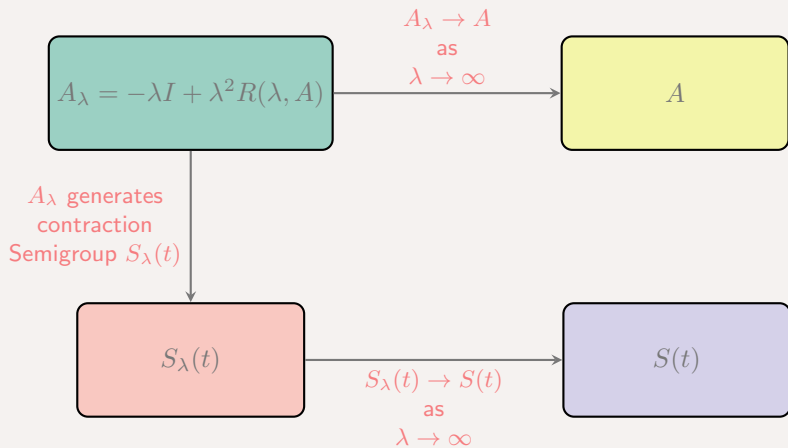 A_λ → A
as
λ → ∞
A_λ = −λI + λ²R(λ, A)
A
A_λ generates
contraction
Semigroup S_λ(t)
S_λ(t)
S(t)
S_λ(t) → S(t)
as
λ → ∞